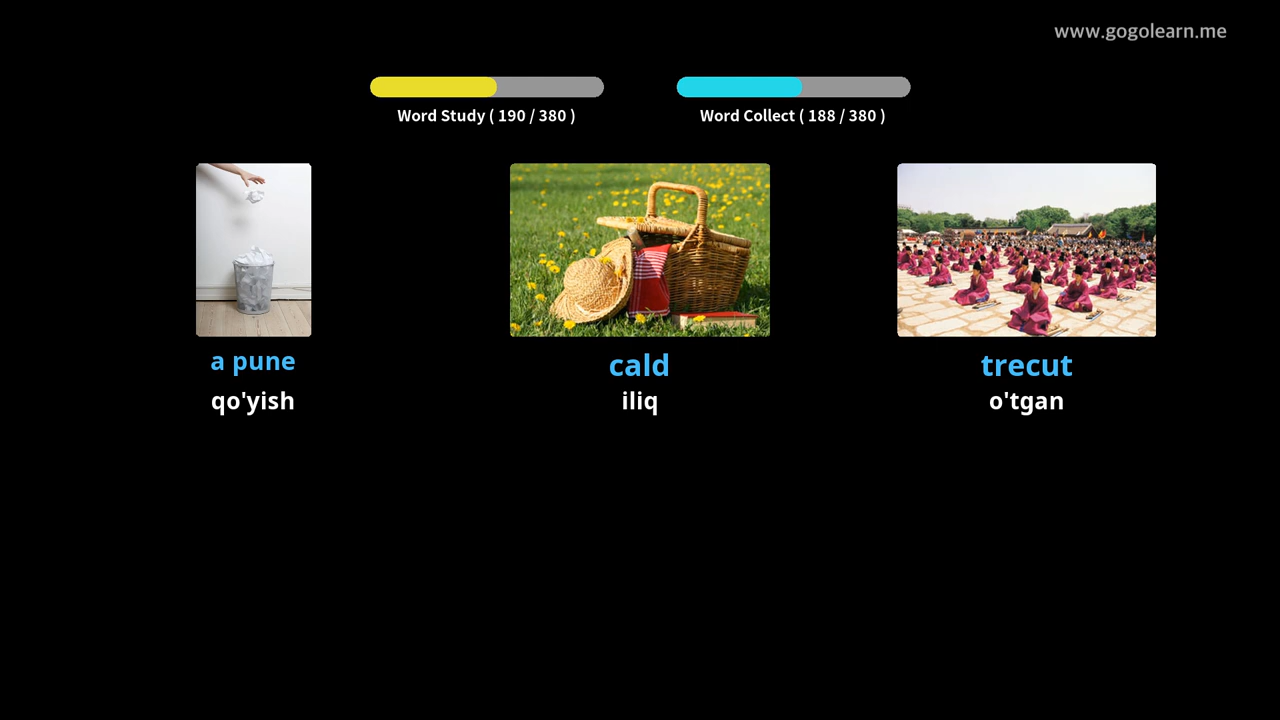 www.gogolearn.me
Word Study ( 190 / 380 )
Word Collect ( 188 / 380 )
a pune
qo'yish
cald
iliq
trecut
o'tgan